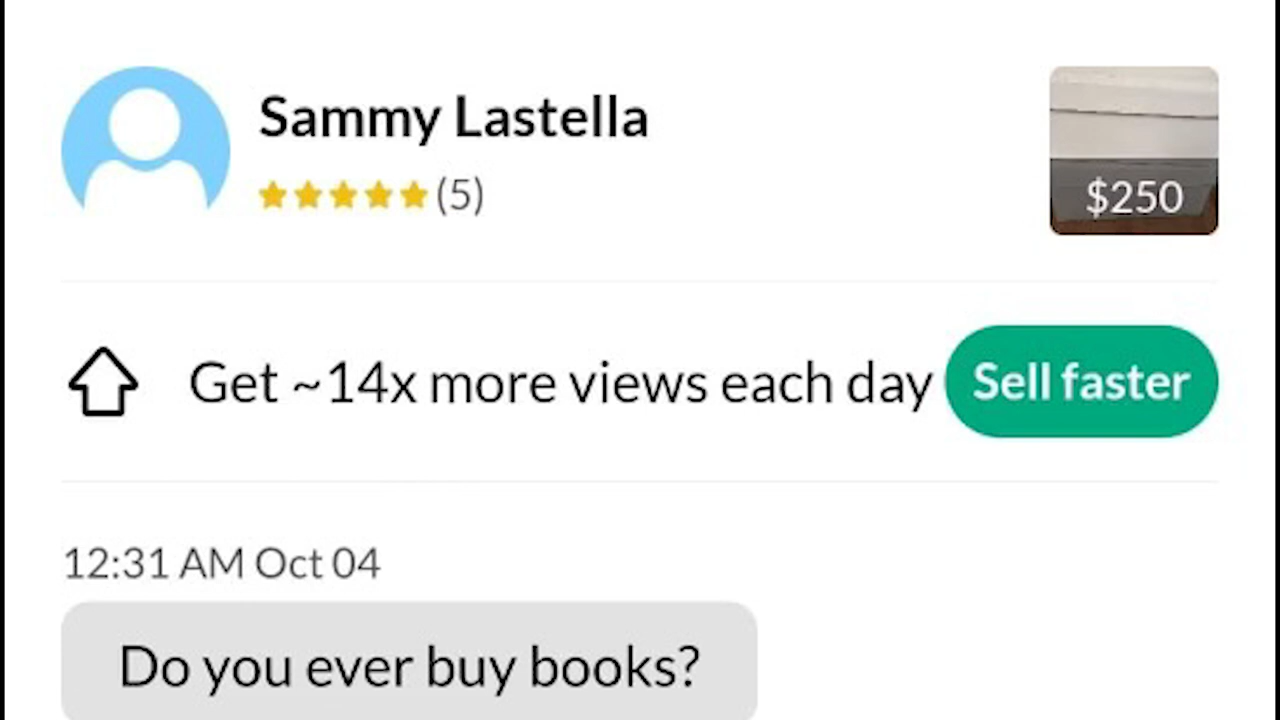 Sammy Lastella
(5)
$250
Get ~14x more views each day
Sell faster
12:31 AM Oct 04
Do you ever buy books?